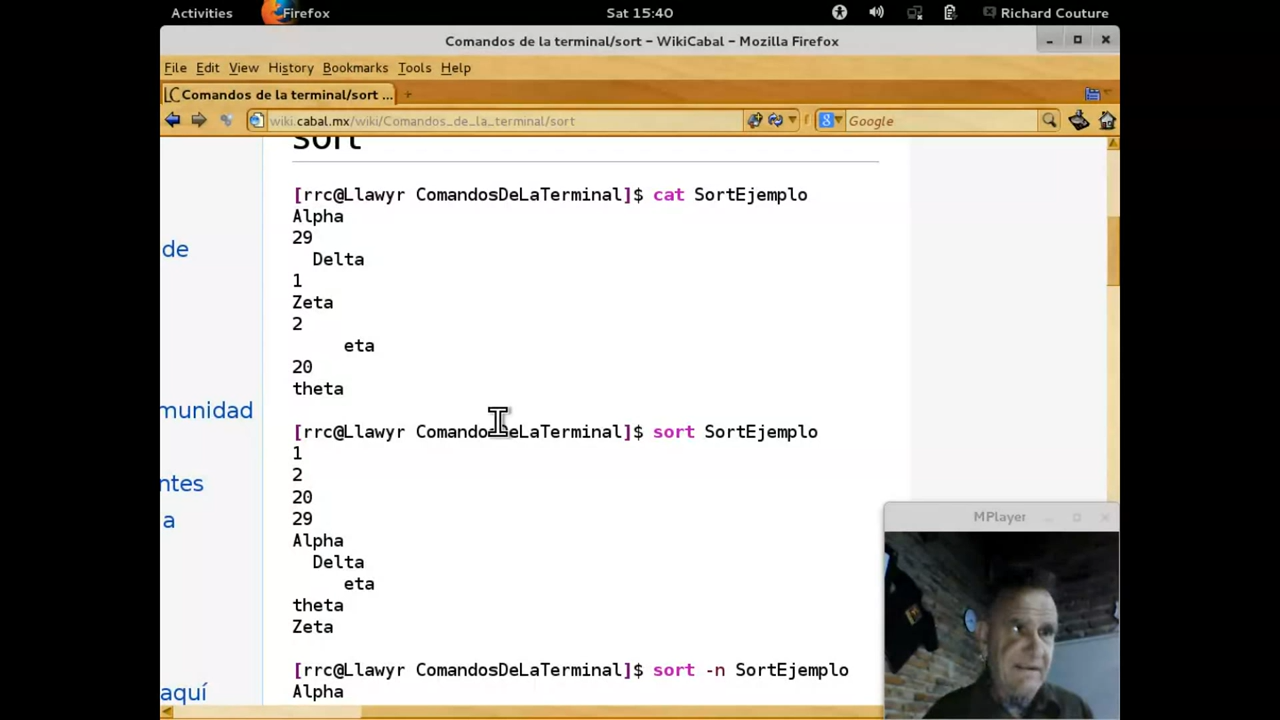 Activities Firefox Sat 15:40 Richard Couture
Comandos de la terminal/sort – WikiCabal – Mozilla Firefox
File Edit View History Bookmarks Tools Help
Comandos de la terminal/sort ...
wiki.cabal.mx/wiki/Comandos_de_la_terminal/sort Google
Sort
[rrc@Llawyr ComandosDeLaTerminal]$ cat SortEjemplo
Alpha
29
de
Delta
1
Zeta
2
eta
20
theta
munidad
[rrc@Llawyr ComandosDeLaTerminal]$ sort SortEjemplo
1
2
ntes
20
29
a
Alpha
Delta
eta
theta
Zeta
[rrc@Llawyr ComandosDeLaTerminal]$ sort -n SortEjemplo
Alpha
aquí
MPlayer